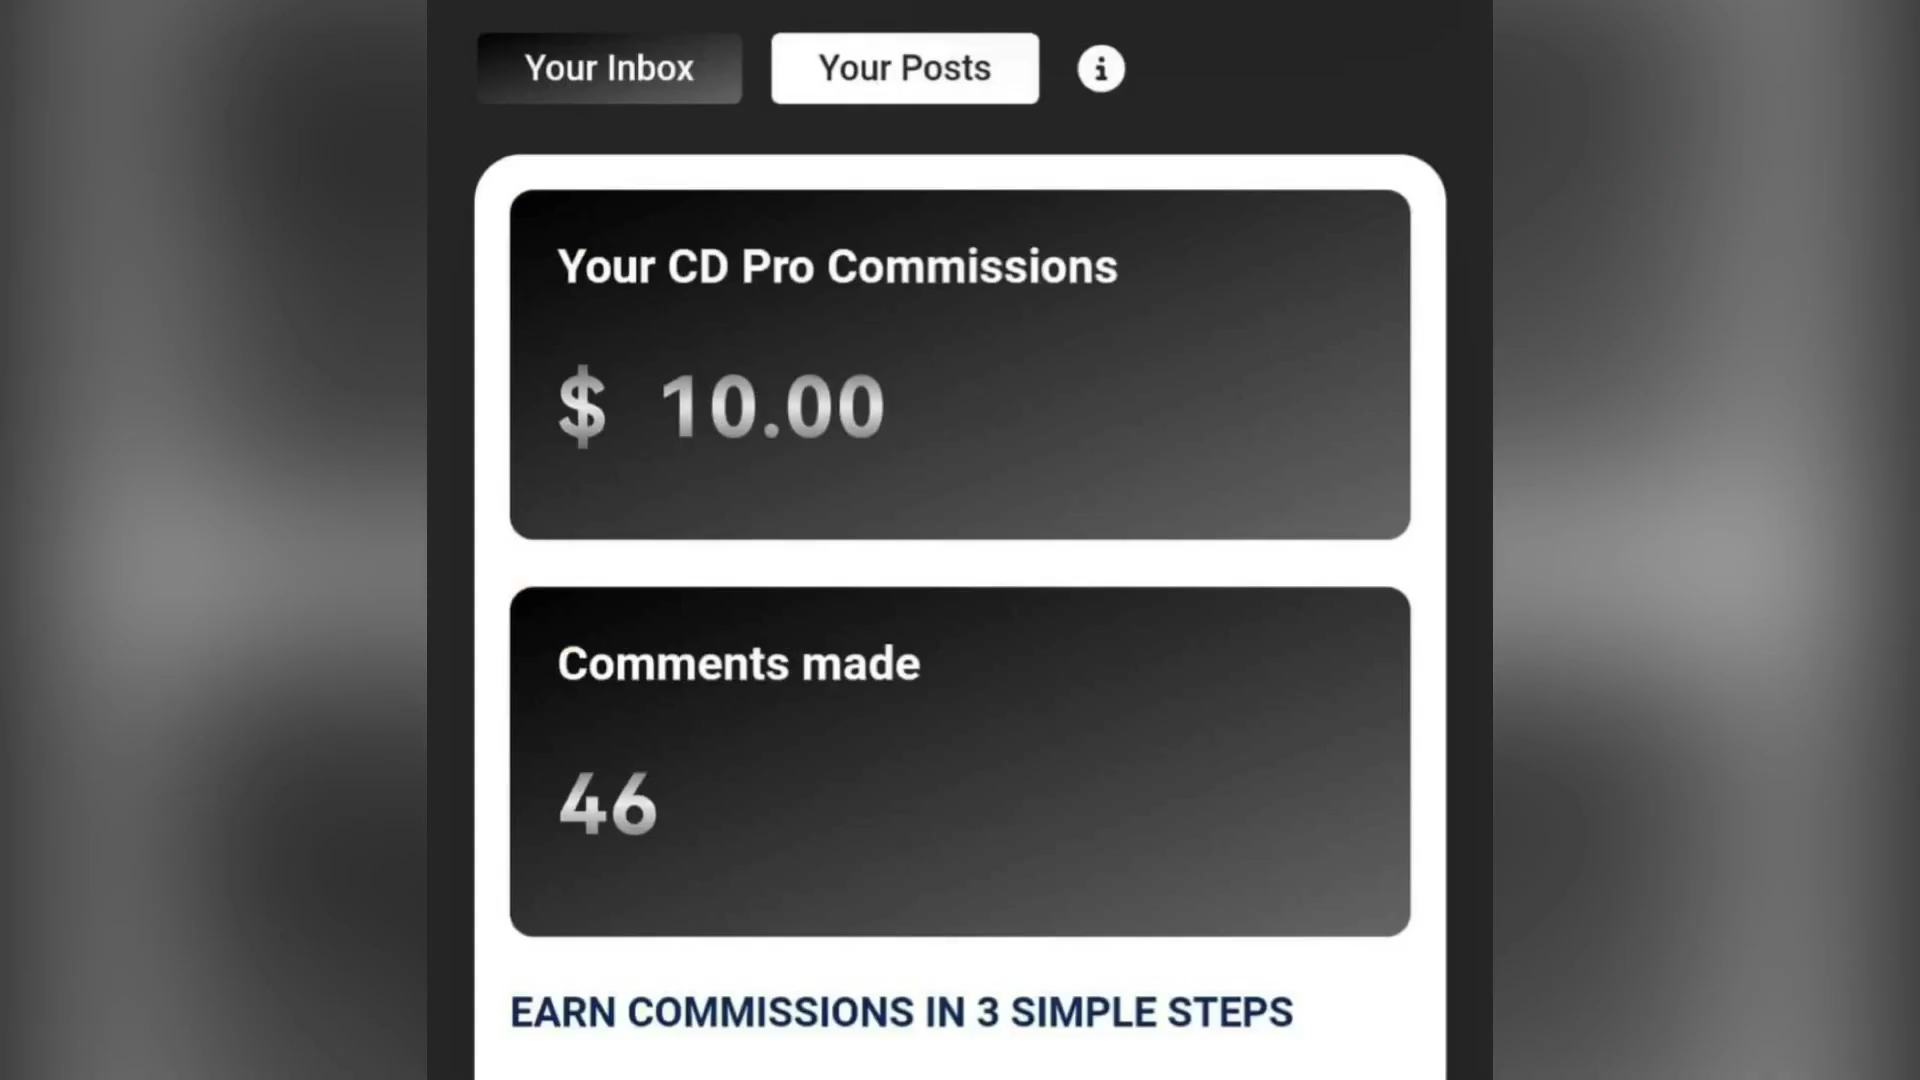 Your Inbox
Your Posts
Your CD Pro Commissions
$ 10.00
Comments made
46
EARN COMMISSIONS IN 3 SIMPLE STEPS